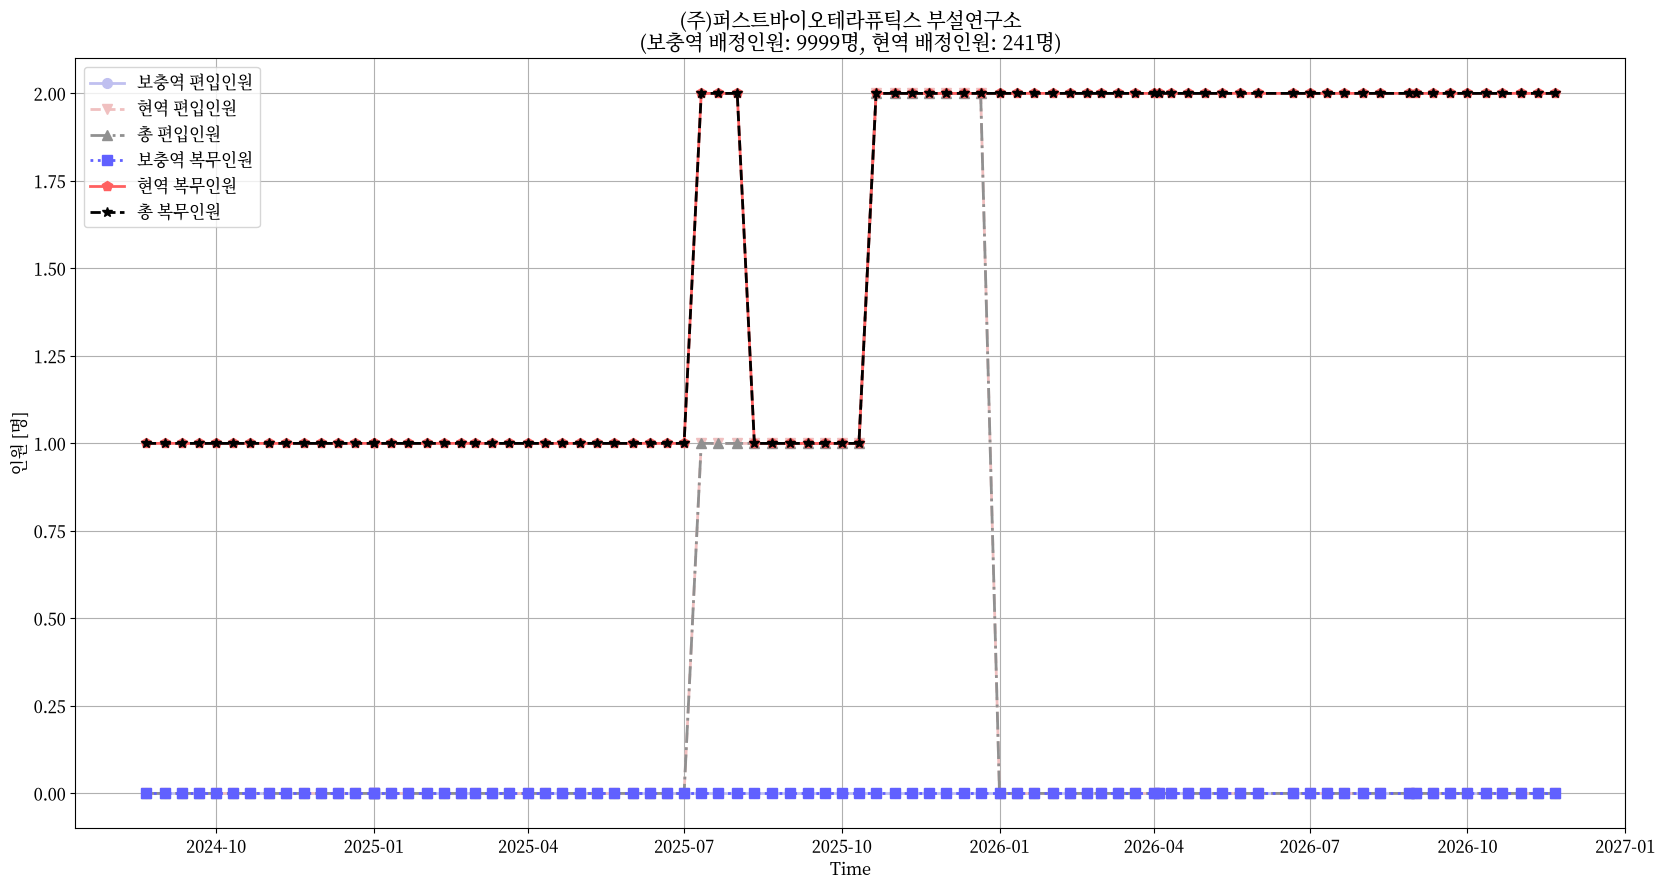 (주)퍼스트바이오테라퓨틱스 부설연구소
(보충역 배정인원: 9999명, 현역 배정인원: 241명)
보충역 편입인원
현역 편입인원
총 편입인원
보충역 복무인원
현역 복무인원
총 복무인원
2.00
1.75
1.50
1.25
1.00
0.75
0.50
0.25
0.00
인원 [명]
2024-10
2025-01
2025-04
2025-07
2025-10
2026-01
2026-04
2026-07
2026-10
2027-01
Time